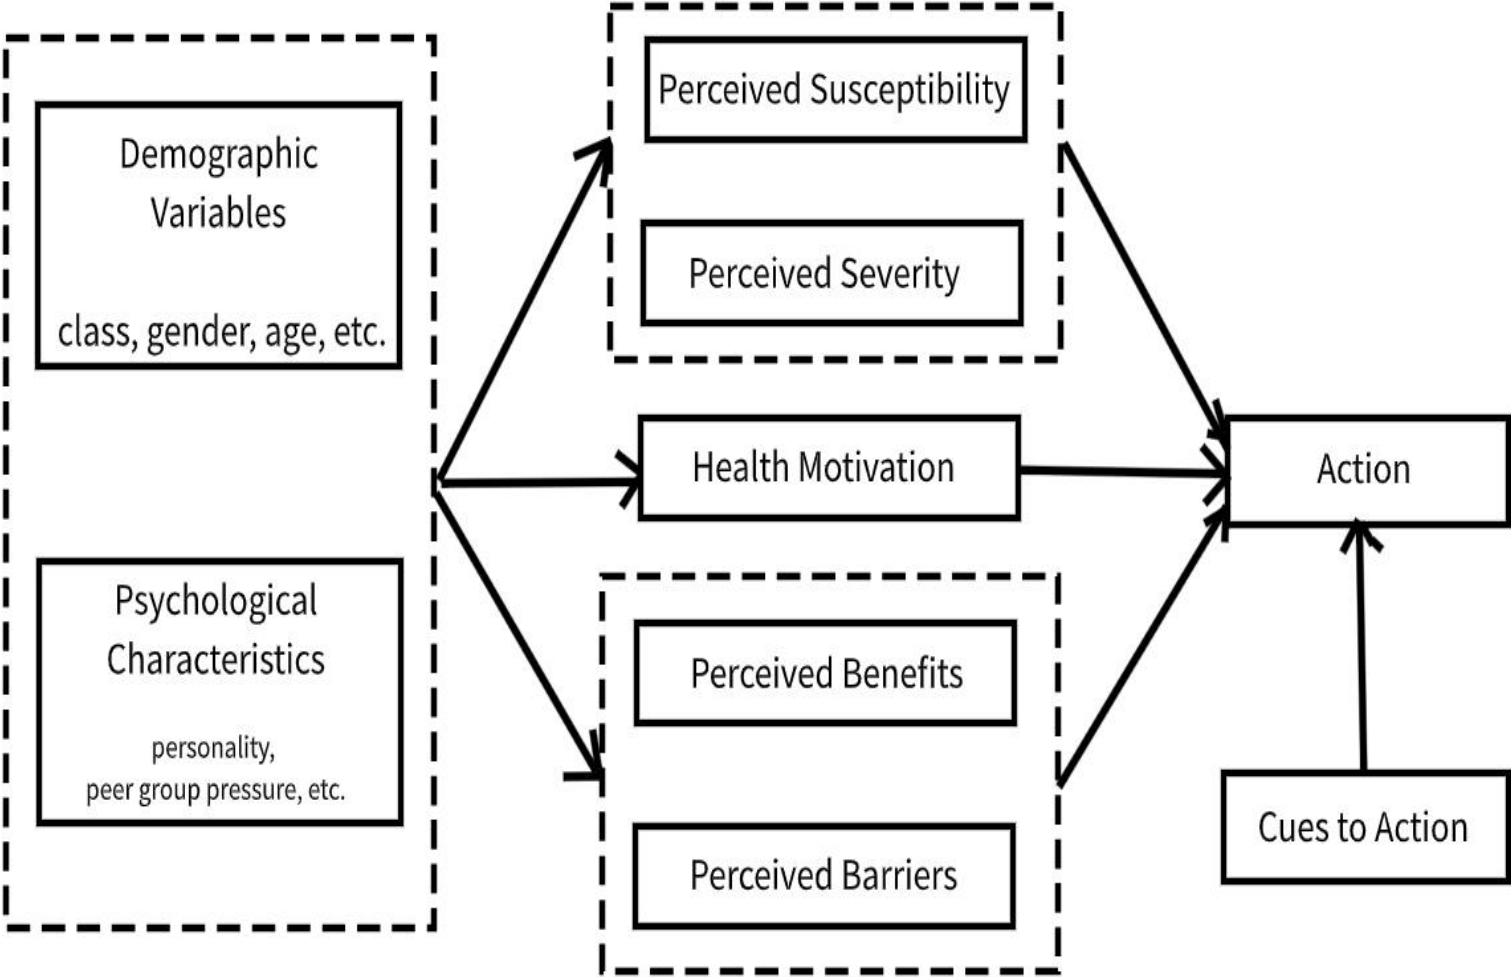 Demographic
Variables
class, gender, age, etc.
Psychological
Characteristics
personality,
peer group pressure, etc.
Perceived Susceptibility
Perceived Severity
Health Motivation
Perceived Benefits
Perceived Barriers
Action
Cues to Action